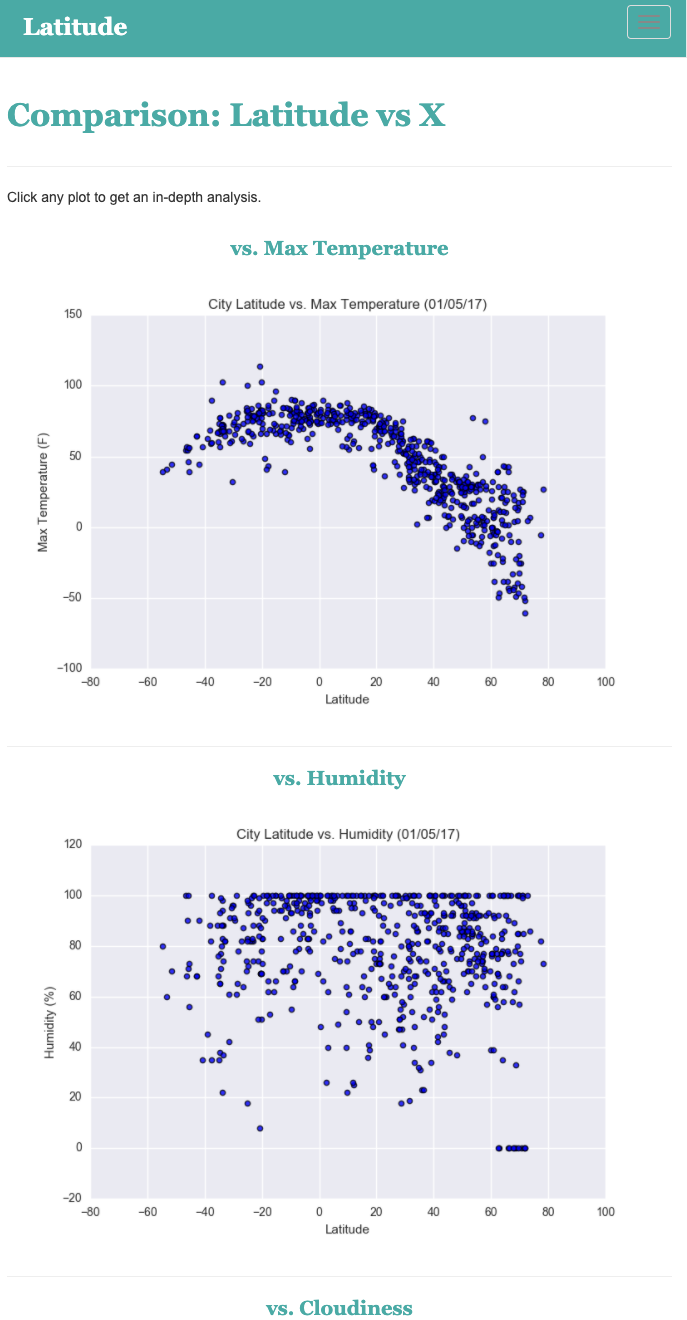 Latitude
Comparison: Latitude vs X
Click any plot to get an in-depth analysis.
vs. Max Temperature
City Latitude vs. Max Temperature (01/05/17)
150
100
50
0
−50
−100
Max Temperature (F)
−80 −60 −40 −20 0 20 40 60 80 100
Latitude
vs. Humidity
City Latitude vs. Humidity (01/05/17)
120
100
80
60
40
20
0
−20
Humidity (%)
−80 −60 −40 −20 0 20 40 60 80 100
Latitude
vs. Cloudiness